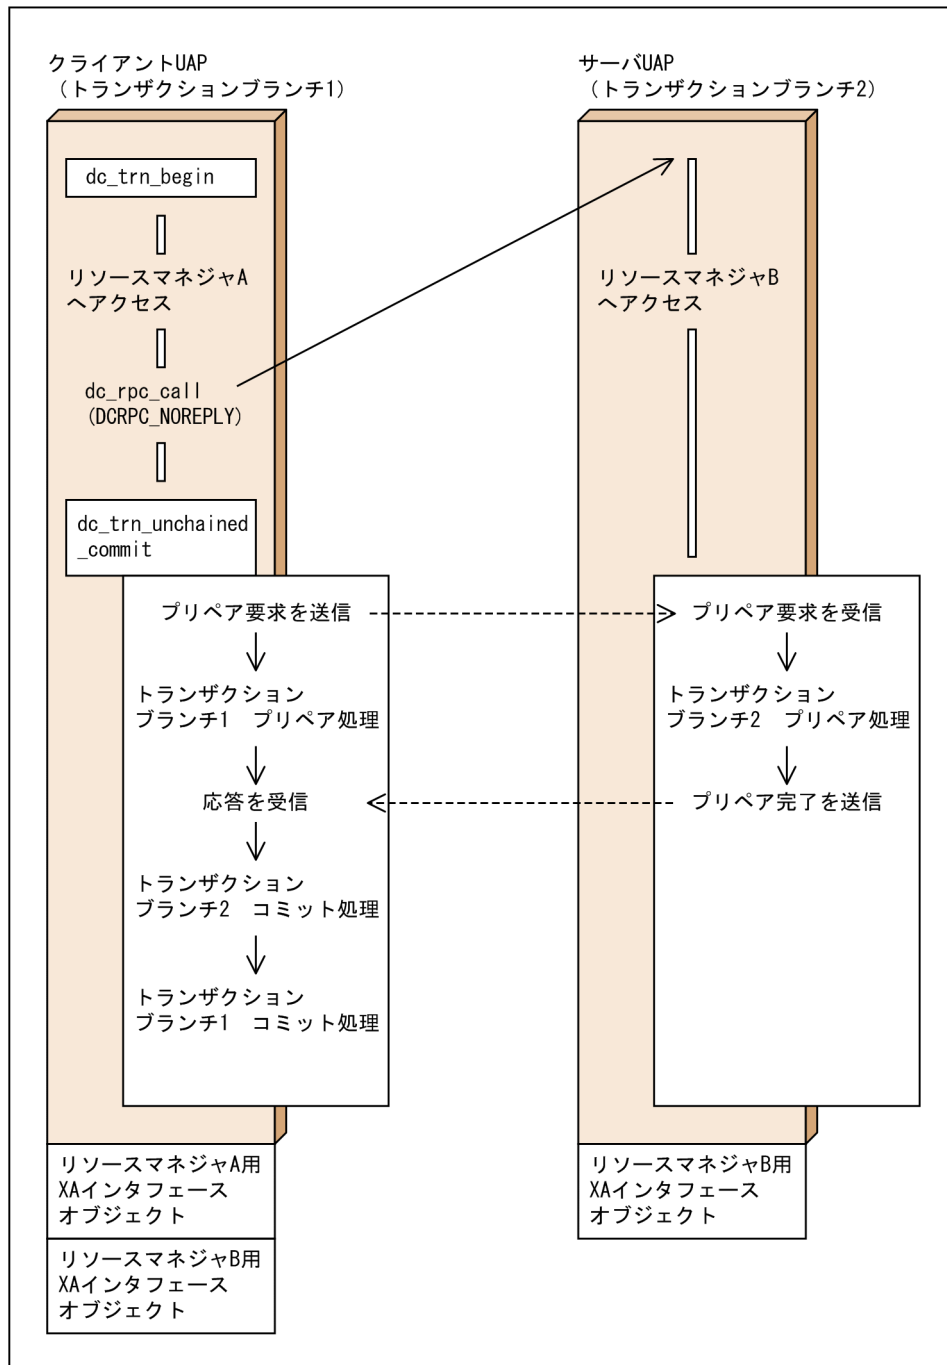 クライアントUAP
（トランザクションブランチ1）
dc_trn_begin
リソースマネジャA
へアクセス
dc_rpc_call
(DCRPC_NOREPLY)
dc_trn_unchained
_commit
プリペア要求を送信
トランザクション
ブランチ1　プリペア処理
応答を受信
トランザクション
ブランチ2　コミット処理
トランザクション
ブランチ1　コミット処理
リソースマネジャA用
XAインタフェース
オブジェクト
リソースマネジャB用
XAインタフェース
オブジェクト
サーバUAP
（トランザクションブランチ2）
リソースマネジャB
へアクセス
プリペア要求を受信
トランザクション
ブランチ2　プリペア処理
プリペア完了を送信
リソースマネジャB用
XAインタフェース
オブジェクト